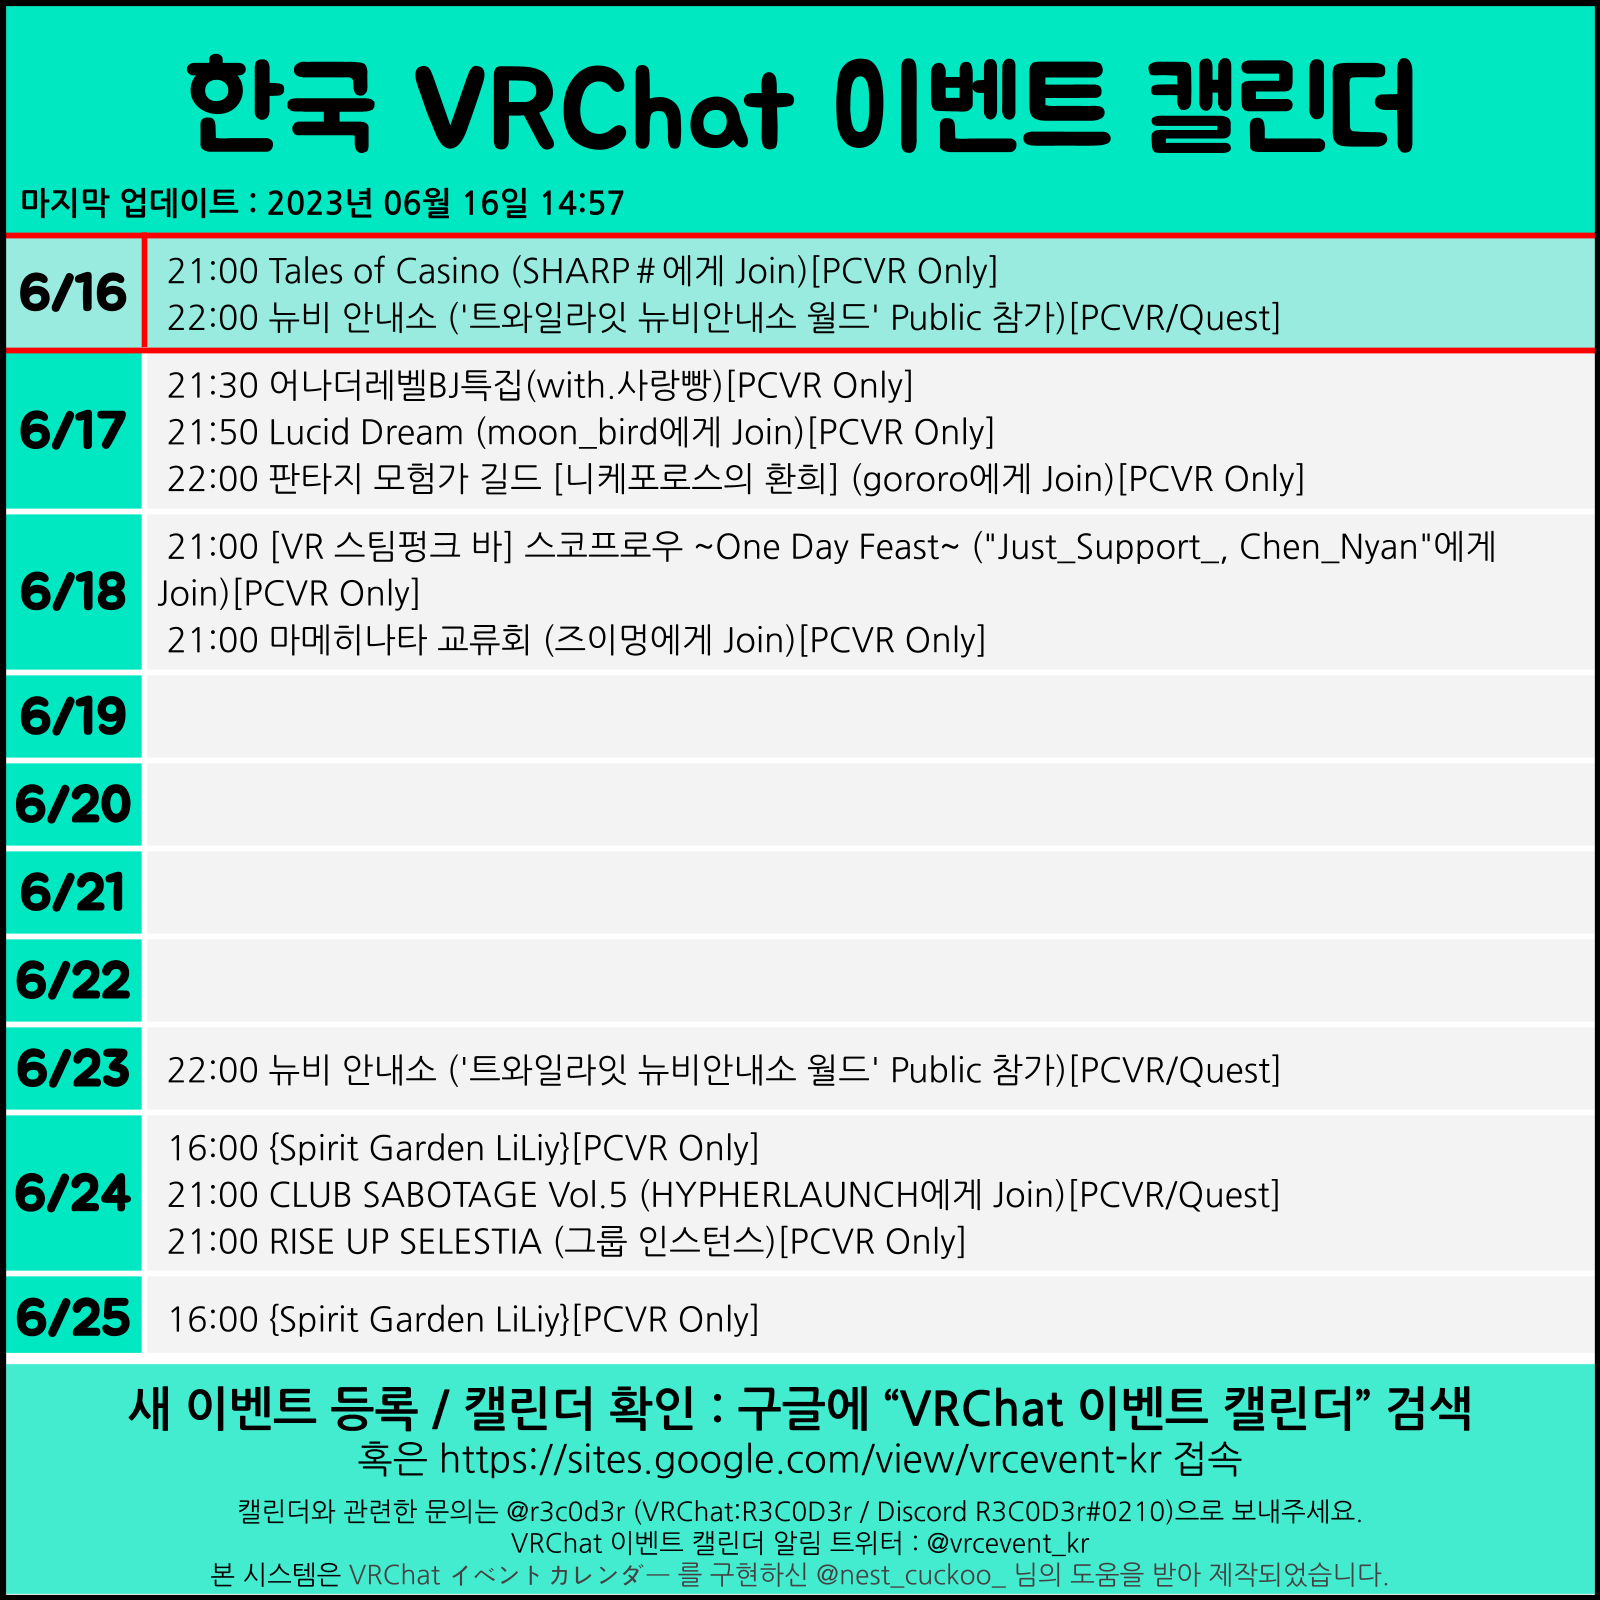 한국 VRChat 이벤트 캘린더
마지막 업데이트 : 2023년 06월 16일 14:57
6/16
21:00 Tales of Casino (SHARP#에게 Join)[PCVR Only]
22:00 뉴비 안내소 ('트와일라잇 뉴비안내소 월드' Public 참가)[PCVR/Quest]
6/17
21:30 어나더레벨BJ특집(with.사랑빵)[PCVR Only]
21:50 Lucid Dream (moon_bird에게 Join)[PCVR Only]
22:00 판타지 모험가 길드 [니케포로스의 환희] (gororo에게 Join)[PCVR Only]
6/18
21:00 [VR 스팀펑크 바] 스코프로우 ~One Day Feast~ ("Just_Support_, Chen_Nyan"에게
Join)[PCVR Only]
21:00 마메히나타 교류회 (즈이멍에게 Join)[PCVR Only]
6/19
6/20
6/21
6/22
6/23
22:00 뉴비 안내소 ('트와일라잇 뉴비안내소 월드' Public 참가)[PCVR/Quest]
6/24
16:00 {Spirit Garden LiLiy}[PCVR Only]
21:00 CLUB SABOTAGE Vol.5 (HYPHERLAUNCH에게 Join)[PCVR/Quest]
21:00 RISE UP SELESTIA (그룹 인스턴스)[PCVR Only]
6/25
16:00 {Spirit Garden LiLiy}[PCVR Only]
새 이벤트 등록 / 캘린더 확인 : 구글에 “VRChat 이벤트 캘린더” 검색
혹은 https://sites.google.com/view/vrcevent-kr 접속
캘린더와 관련한 문의는 @r3c0d3r (VRChat:R3C0D3r / Discord R3C0D3r#0210)으로 보내주세요.
VRChat 이벤트 캘린더 알림 트위터 : @vrcevent_kr
본 시스템은 VRChat イベントカレンダー 를 구현하신 @nest_cuckoo_ 님의 도움을 받아 제작되었습니다.